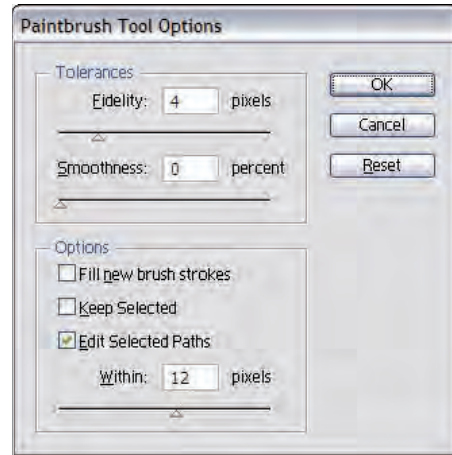 Paintbrush Tool Options
Tolerances
Fidelity: 4 pixels
Smoothness: 0 percent
OK
Cancel
Reset
Options
Fill new brush strokes
Keep Selected
Edit Selected Paths
Within: 12 pixels